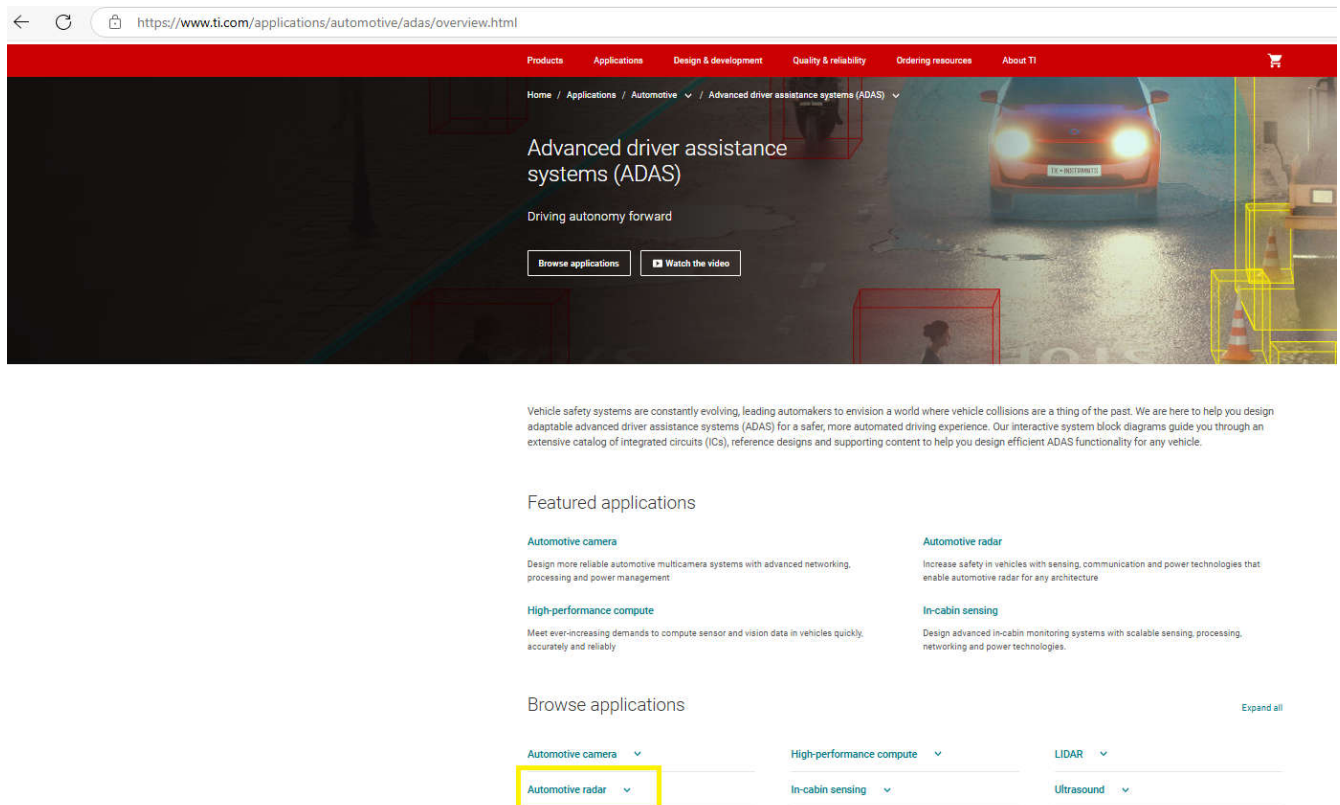 https://www.ti.com/applications/automotive/adas/overview.html
Products Applications Design & development Quality & reliability Ordering resources About TI
Home / Applications / Automotive / Advanced driver assistance systems (ADAS)
Advanced driver assistance
systems (ADAS)
Driving autonomy forward
Browse applications Watch the video
Vehicle safety systems are constantly evolving, leading automakers to envision a world where vehicle collisions are a thing of the past. We are here to help you design
adaptable advanced driver assistance systems (ADAS) for a safer, more automated driving experience. Our interactive system block diagrams guide you through an
extensive catalog of integrated circuits (ICs), reference designs and supporting content to help you design efficient ADAS functionality for any vehicle.
Featured applications
Automotive camera
Design more reliable automotive multicamera systems with advanced networking,
processing and power management
Automotive radar
Increase safety in vehicles with sensing, communication and power technologies that
enable automotive radar for any architecture
High-performance compute
Meet ever-increasing demands to compute sensor and vision data in vehicles quickly,
accurately and reliably
In-cabin sensing
Design advanced in-cabin monitoring systems with scalable sensing, processing,
networking and power technologies.
Browse applications
Expand all
Automotive camera High-performance compute LIDAR
Automotive radar In-cabin sensing Ultrasound